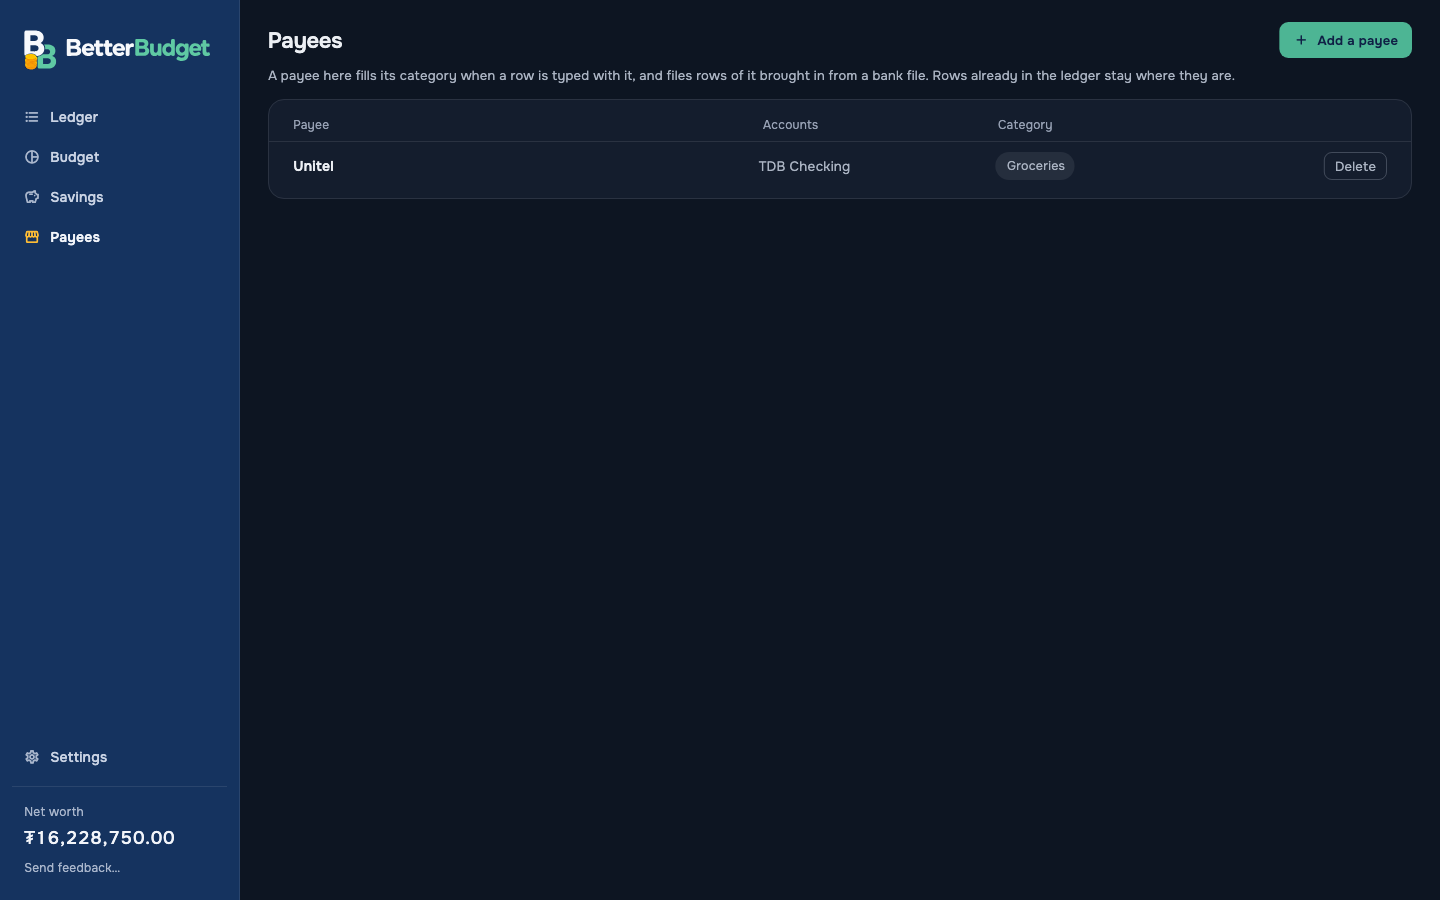 BetterBudget
Ledger
Budget
Savings
Payees
Settings
Net worth
₮16,228,750.00
Send feedback...
Payees
+ Add a payee
A payee here fills its category when a row is typed with it, and files rows of it brought in from a bank file. Rows already in the ledger stay where they are.
Payee Accounts Category
Unitel TDB Checking Groceries Delete